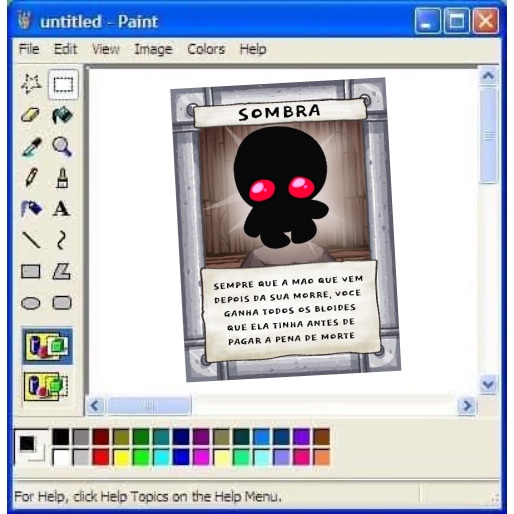 untitled - Paint
File Edit View Image Colors Help
A
SOMBRA
SEMPRE QUE A MAO QUE VEM
DEPOIS DA SUA MORRE, VOCE
GANHA TODOS OS BLOIDES
QUE ELA TINHA ANTES DE
PAGAR A PENA DE MORTE
For Help, click Help Topics on the Help Menu.